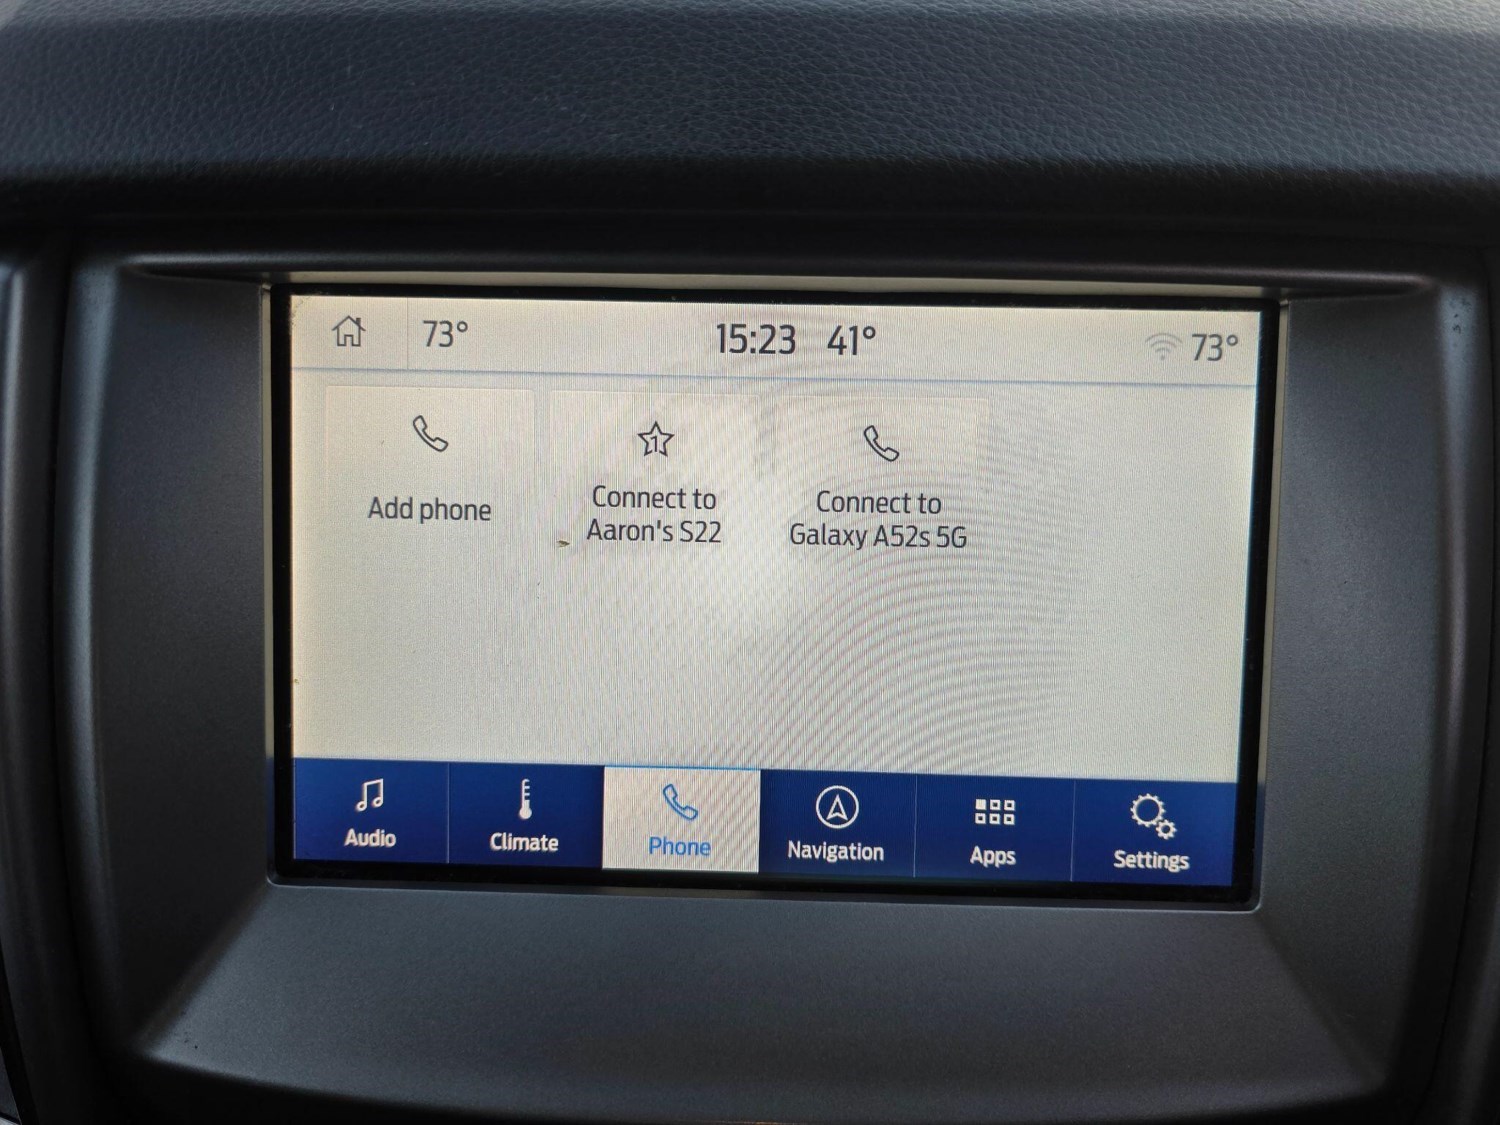 73° 15:23 41° 73°
Add phone
1
Connect to
Aaron's S22
Connect to
Galaxy A52s 5G
Audio
Climate
Phone
Navigation
Apps
Settings